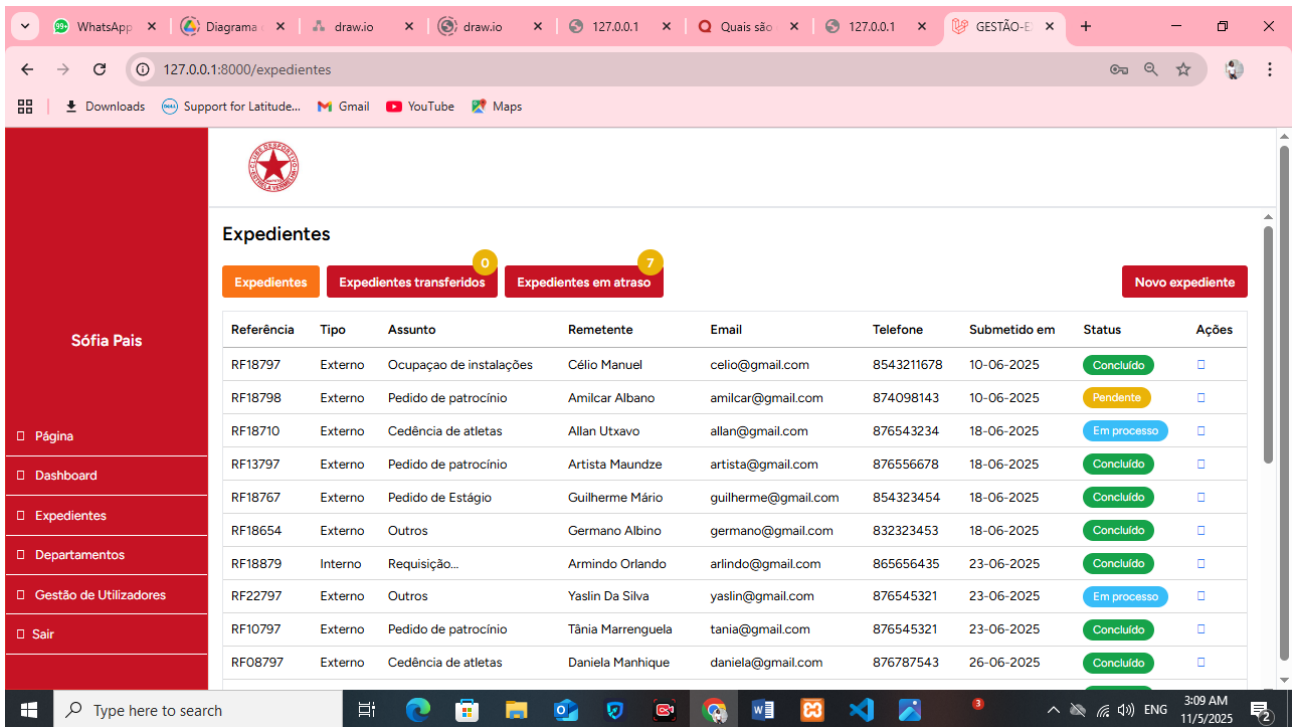 99+ WhatsApp
Diagrama
draw.io
draw.io
127.0.0.1
Quais são
127.0.0.1
GESTÃO-E
127.0.0.1:8000/expedientes
Downloads Support for Latitude... Gmail YouTube Maps
CLUBE DESPORTIVO ESTRELA VERMELHA
Expedientes
Expedientes
Expedientes transferidos 0
Expedientes em atraso 7
Novo expediente
Sófia Pais
Página
Dashboard
Expedientes
Departamentos
Gestão de Utilizadores
Sair
Referência Tipo Assunto Remetente Email Telefone Submetido em Status Ações
RF18797 Externo Ocupaçao de instalações Célio Manuel celio@gmail.com 8543211678 10-06-2025 Concluído
RF18798 Externo Pedido de patrocínio Amilcar Albano amilcar@gmail.com 874098143 10-06-2025 Pendente
RF18710 Externo Cedência de atletas Allan Utxavo allan@gmail.com 876543234 18-06-2025 Em processo
RF13797 Externo Pedido de patrocínio Artista Maundze artista@gmail.com 876556678 18-06-2025 Concluído
RF18767 Externo Pedido de Estágio Guilherme Mário guilherme@gmail.com 854323454 18-06-2025 Concluído
RF18654 Externo Outros Germano Albino germano@gmail.com 832323453 18-06-2025 Concluído
RF18879 Interno Requisição... Armindo Orlando arlindo@gmail.com 865656435 23-06-2025 Concluído
RF22797 Externo Outros Yaslin Da Silva yaslin@gmail.com 876545321 23-06-2025 Em processo
RF10797 Externo Pedido de patrocínio Tânia Marrenguela tania@gmail.com 876545321 23-06-2025 Concluído
RF08797 Externo Cedência de atletas Daniela Manhique daniela@gmail.com 876787543 26-06-2025 Concluído
Type here to search
3
ENG
3:09 AM
11/5/2025
2